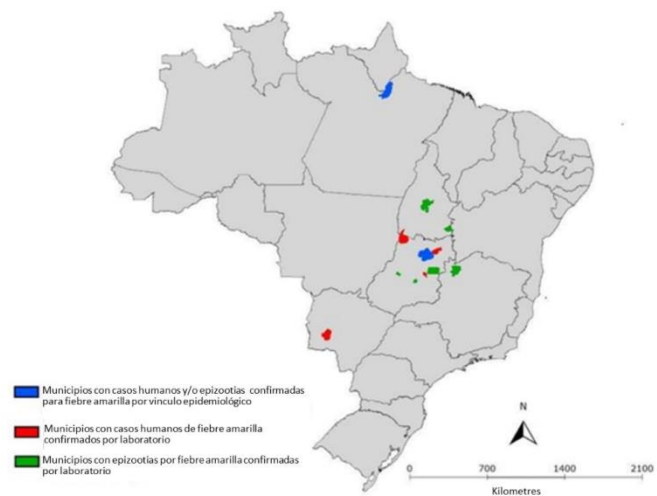 Municipios con casos humanos y/o epizootias confirmadas
para fiebre amarilla por vinculo epidemiológico
Municipios con casos humanos de fiebre amarilla
confirmados por laboratorio
Municipios con epizootias por fiebre amarilla confirmadas
por laboratorio
N
0 700 1400 2100
Kilometres